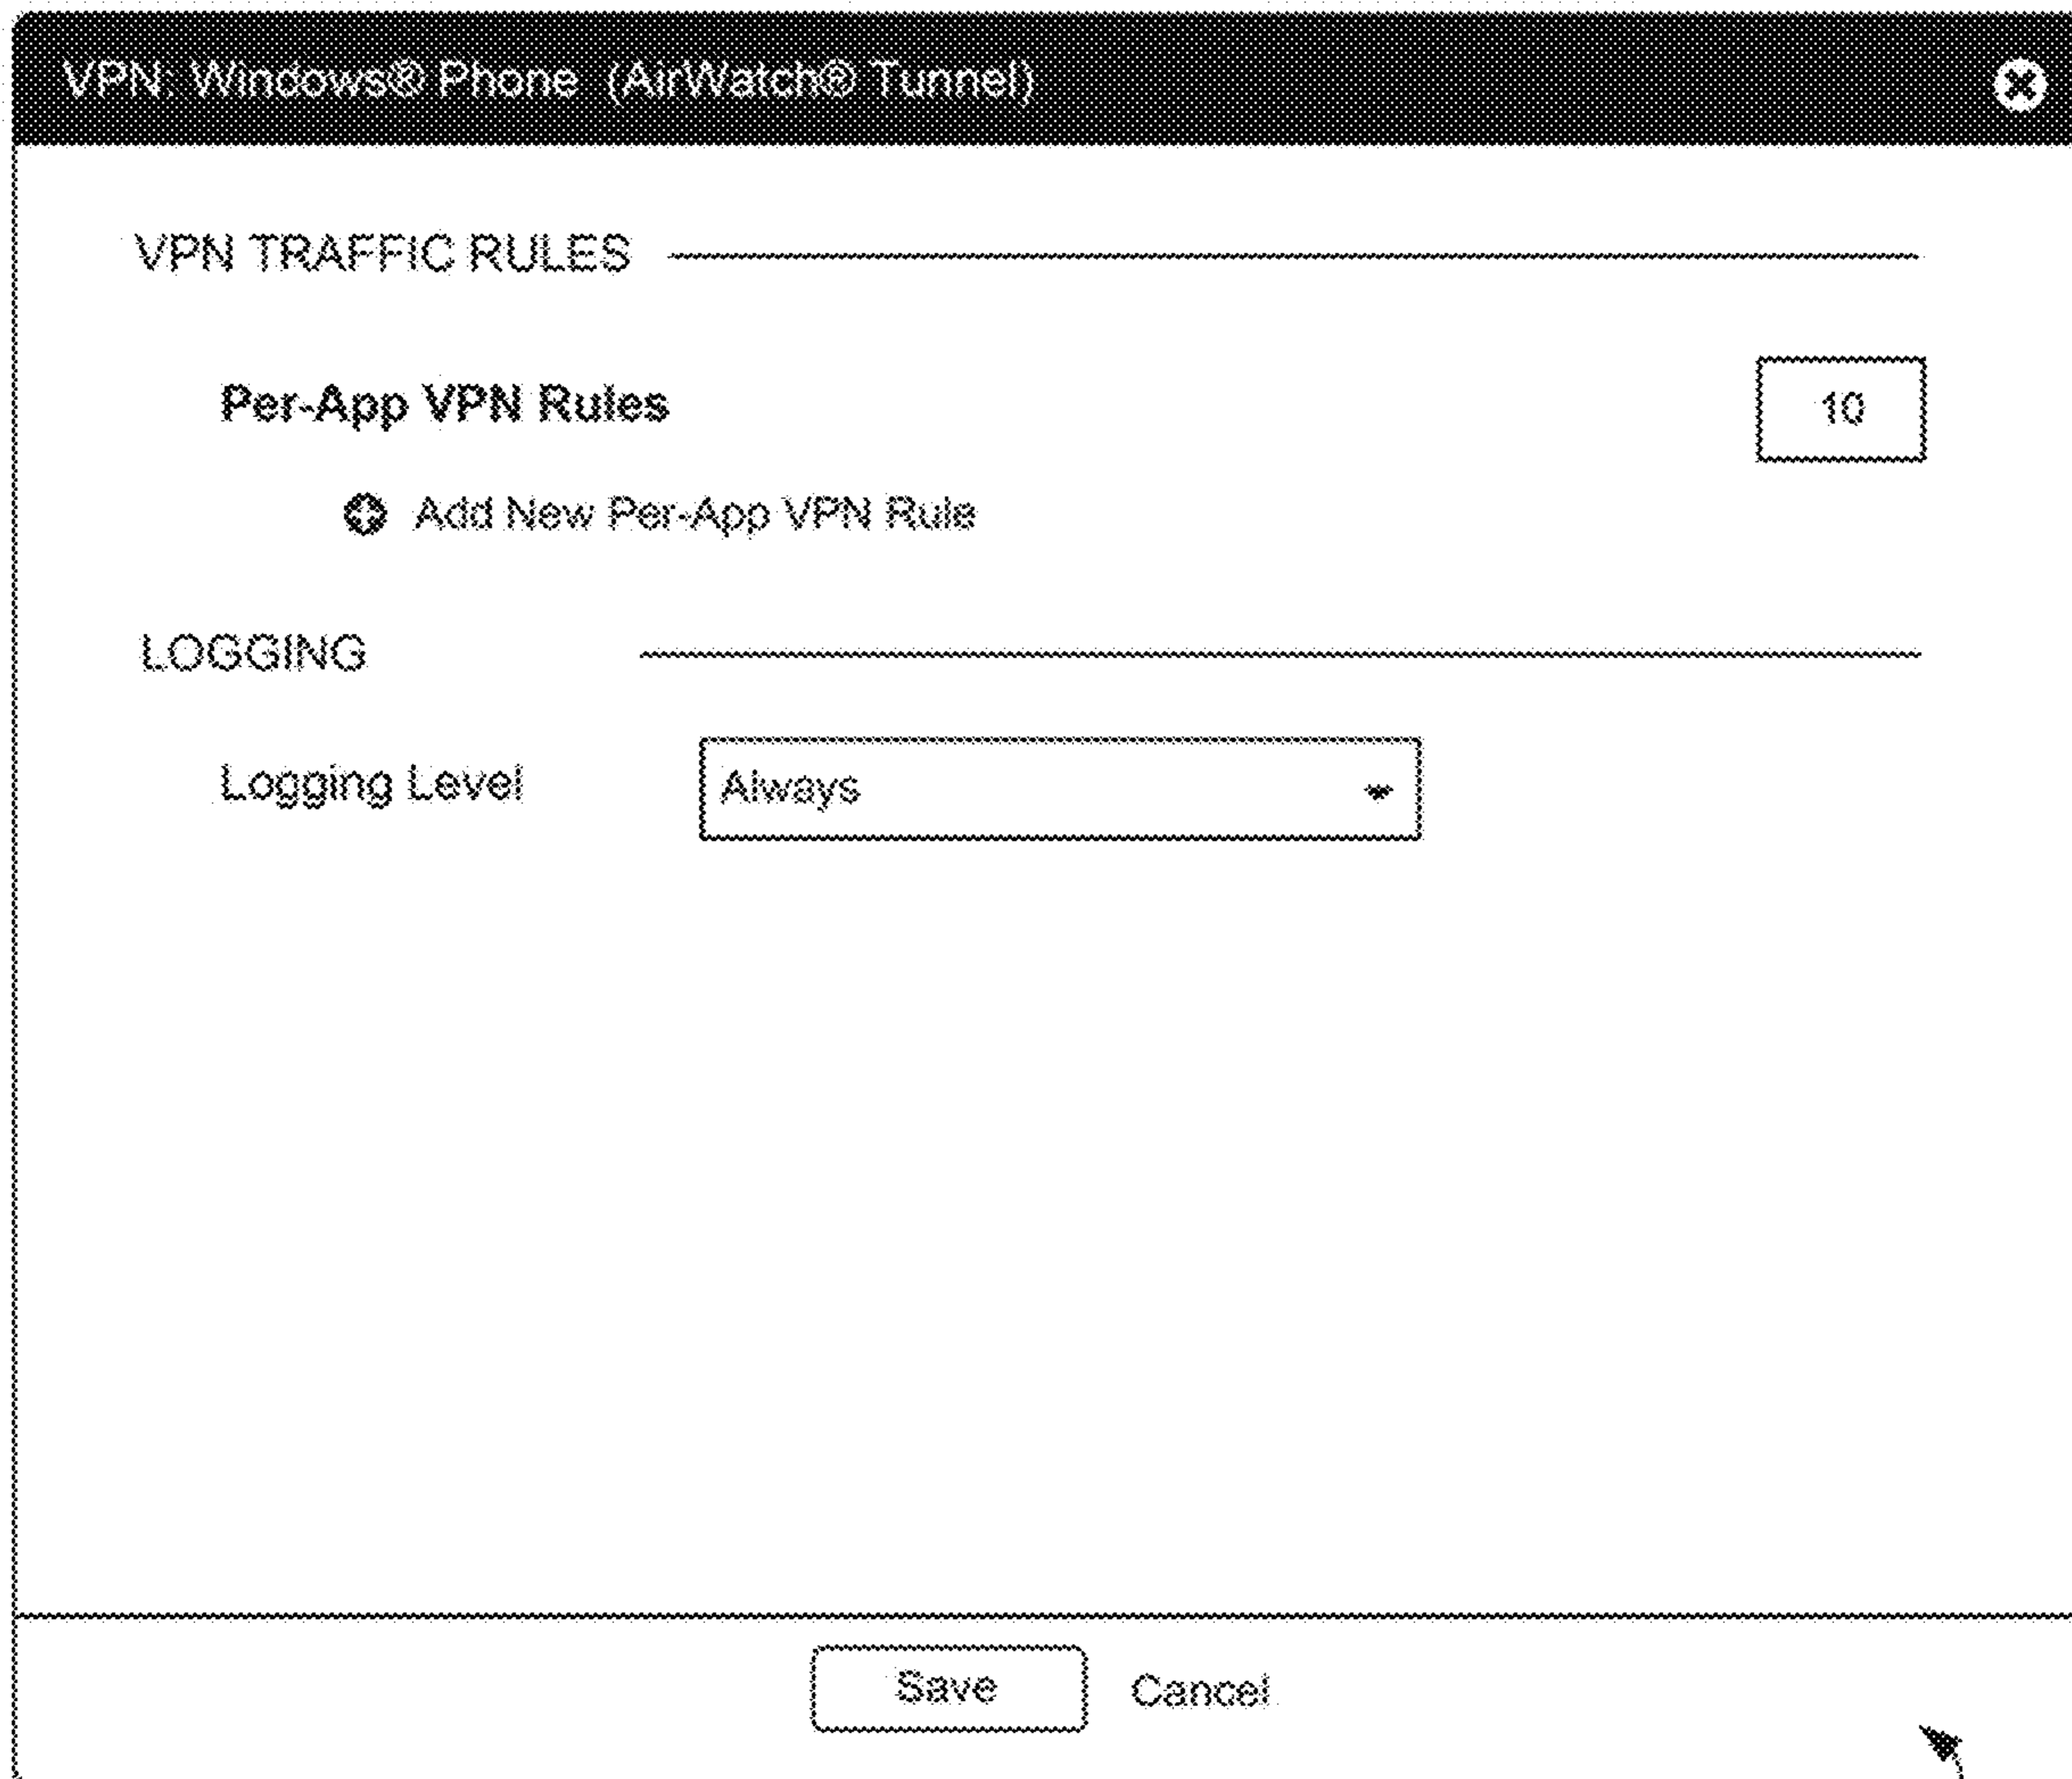 VPN: Windows® Phone (AirWatch® Tunnel)
VPN TRAFFIC RULES
Per-App VPN Rules
10
Add New Per-App VPN Rule
LOGGING
Logging Level
Always
Save
Cancel